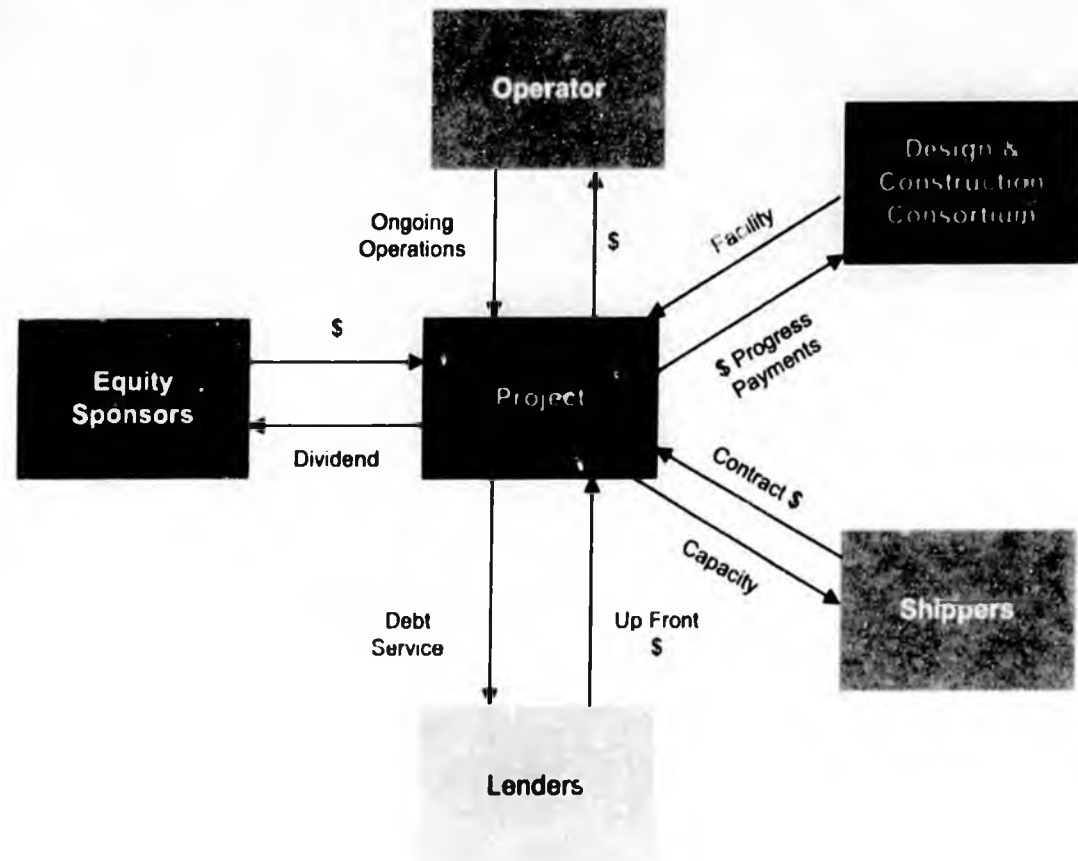 Operator
Design &
Construction
Consortium
Ongoing
Operations
$
Facility
$
Equity
Sponsors
Project
$ Progress
Payments
Dividend
Contract $
Capacity
Shippers
Debt
Service
Up Front
$
Lenders